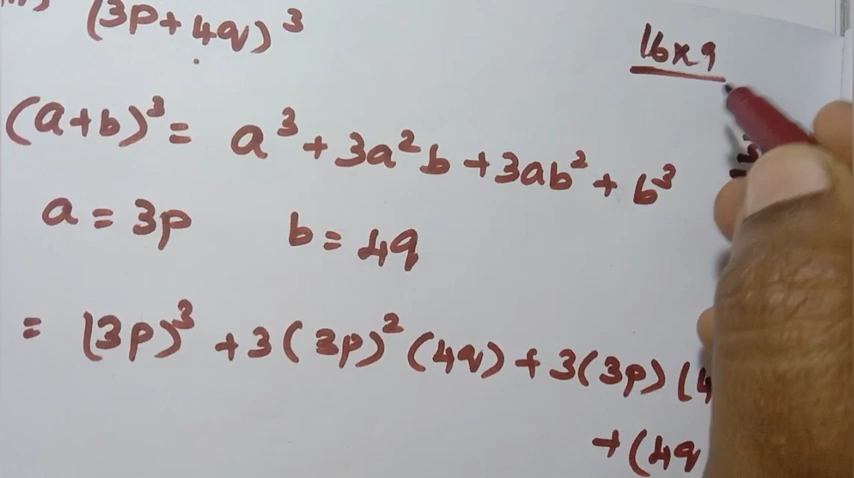 (3p+4q)³
16×9
(a+b)³ = a³ + 3a²b + 3ab² + b³
a = 3p b = 4q
= (3p)³ + 3(3p)²(4q) + 3(3p)(4
+ (4q